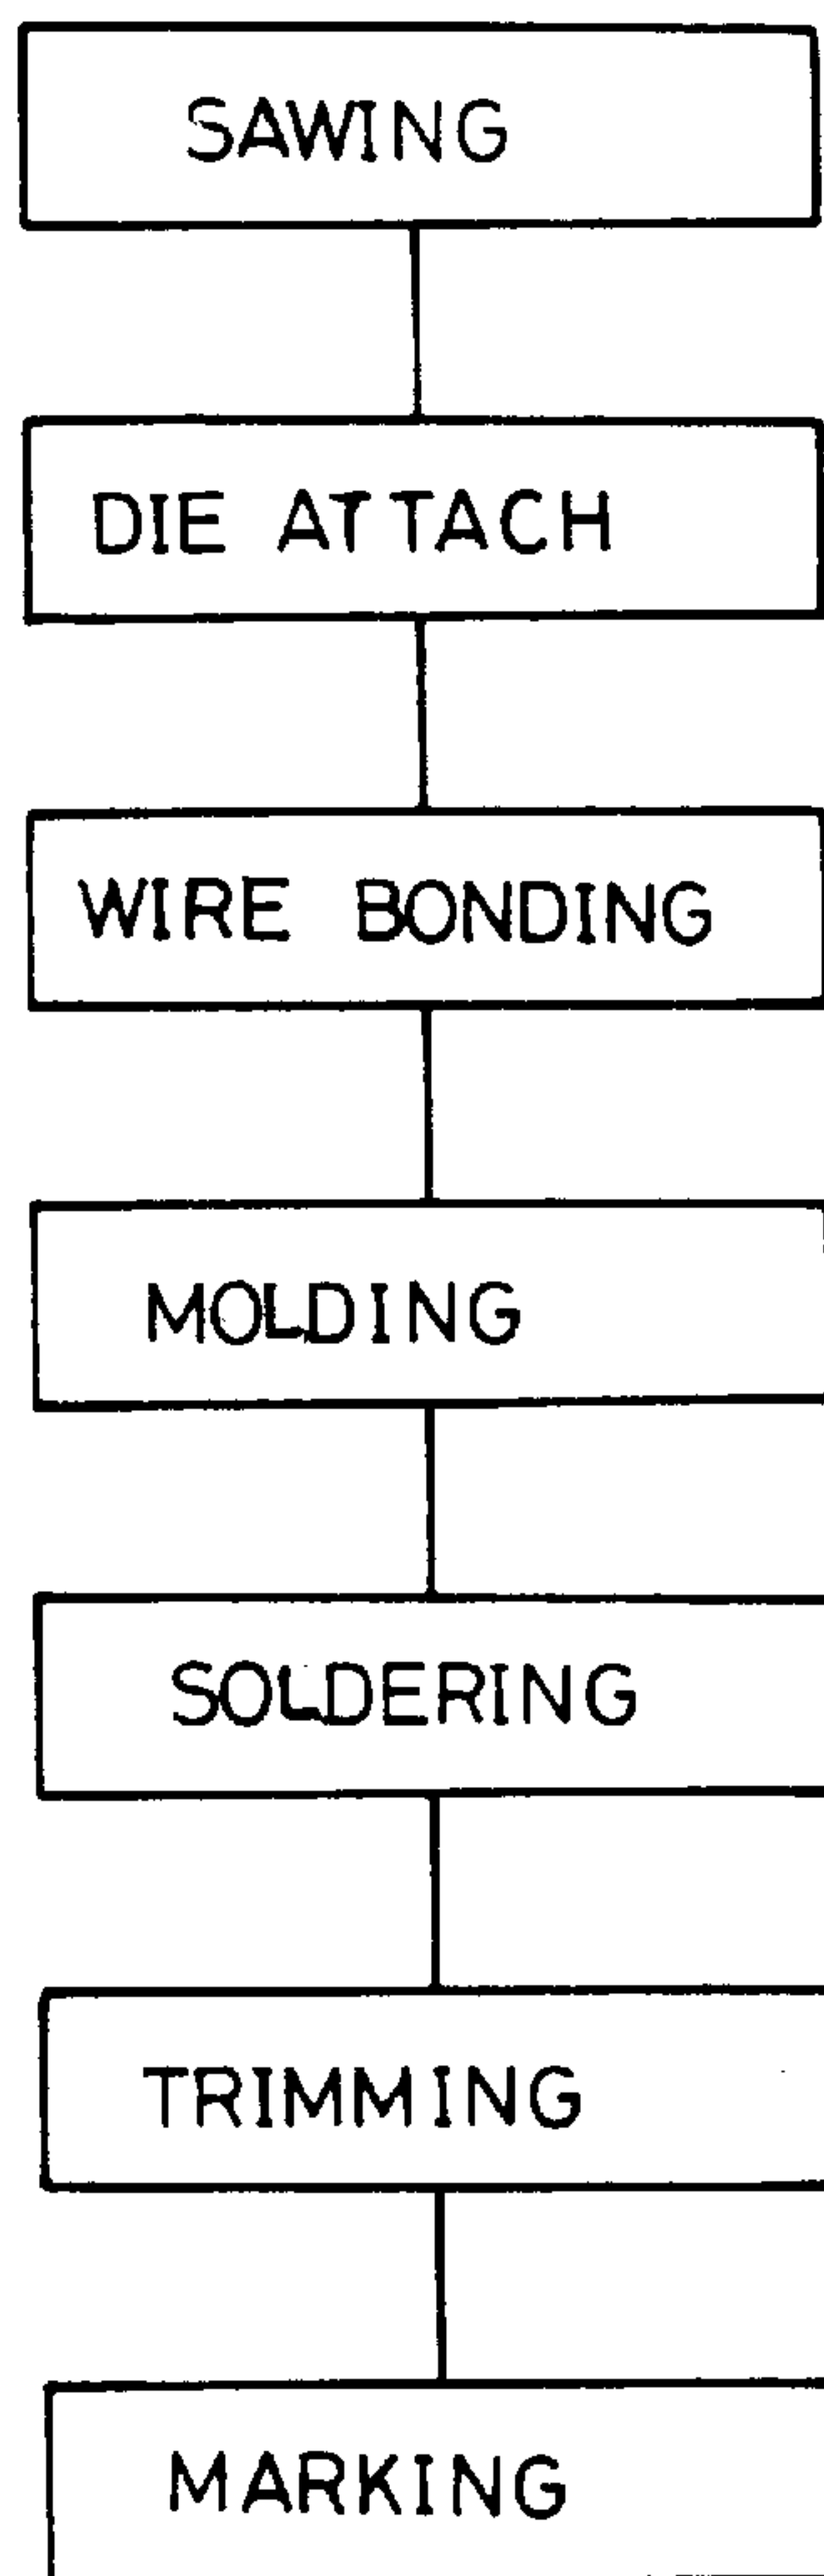 SAWING
DIE ATTACH
WIRE BONDING
MOLDING
SOLDERING
TRIMMING
MARKING